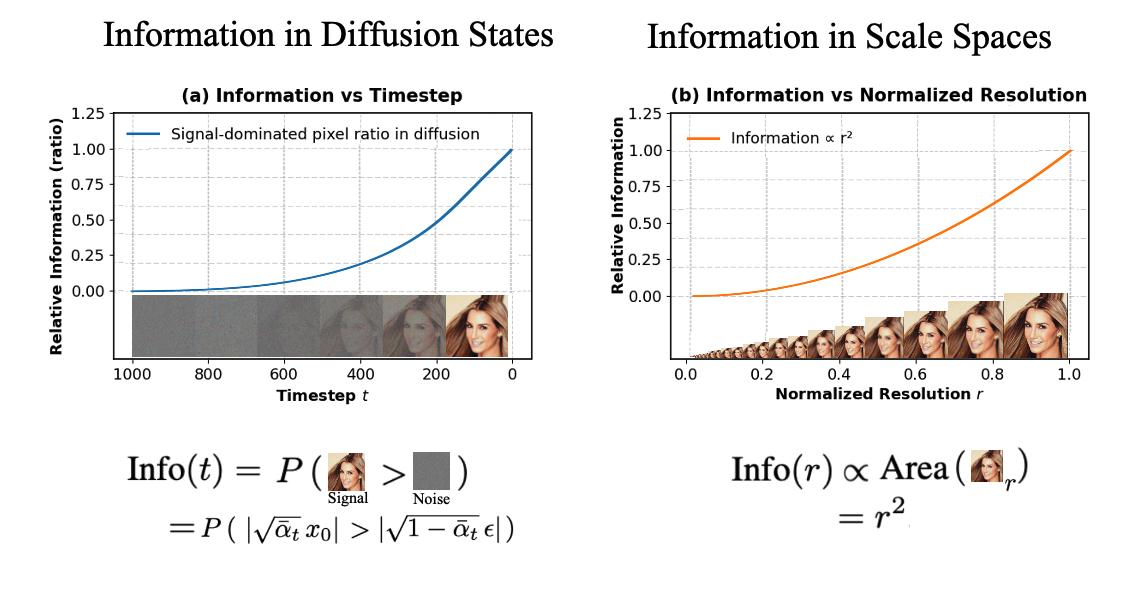 Information in Diffusion States
Information in Scale Spaces
(a) Information vs Timestep
Relative Information (ratio)
1.25
1.00
0.75
0.50
0.25
0.00
Signal-dominated pixel ratio in diffusion
1000 800 600 400 200 0
Timestep t
(b) Information vs Normalized Resolution
Relative Information
1.25
1.00
0.75
0.50
0.25
0.00
Information ∝ r²
0.0 0.2 0.4 0.6 0.8 1.0
Normalized Resolution r
Info(t) = P ( > )
Signal Noise
= P ( |√ᾱₜ x₀| > |√1 − ᾱₜ ϵ| )
Info(r) ∝ Area ( ᵣ)
= r²